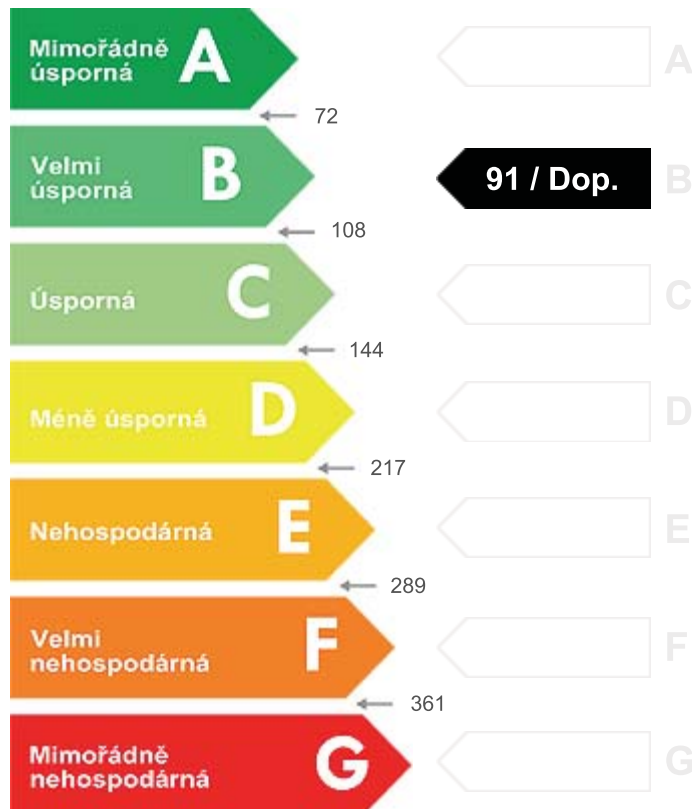 Mimořádně
úsporná
A
A
72
Velmi
úsporná
B
91 / Dop.
B
108
Úsporná
C
C
144
Méně úsporná
D
D
217
Nehospodárná
E
E
289
Velmi
nehospodárná
F
F
361
Mimořádně
nehospodárná
G
G